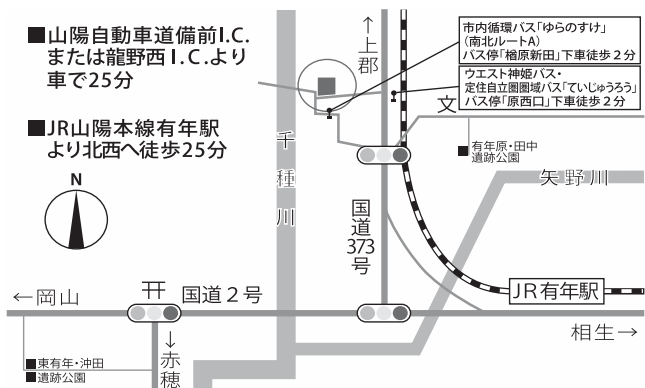 ■山陽自動車道備前I.C.
または龍野西I.C.より
車で25分
■JR山陽本線有年駅
より北西へ徒歩25分
N
↑上郡
市内循環バス「ゆらのすけ」
(南北ルートA)
バス停「楢原新田」下車徒歩2分
ウエスト神姫バス・
定住自立圏圏域バス「ていじゅうろう」
バス停「原西口」下車徒歩2分
文
■有年原・田中
遺跡公園
千種川
矢野川
国道373号
JR有年駅
←岡山
国道2号
相生→
↓赤穂
■東有年・沖田
■遺跡公園